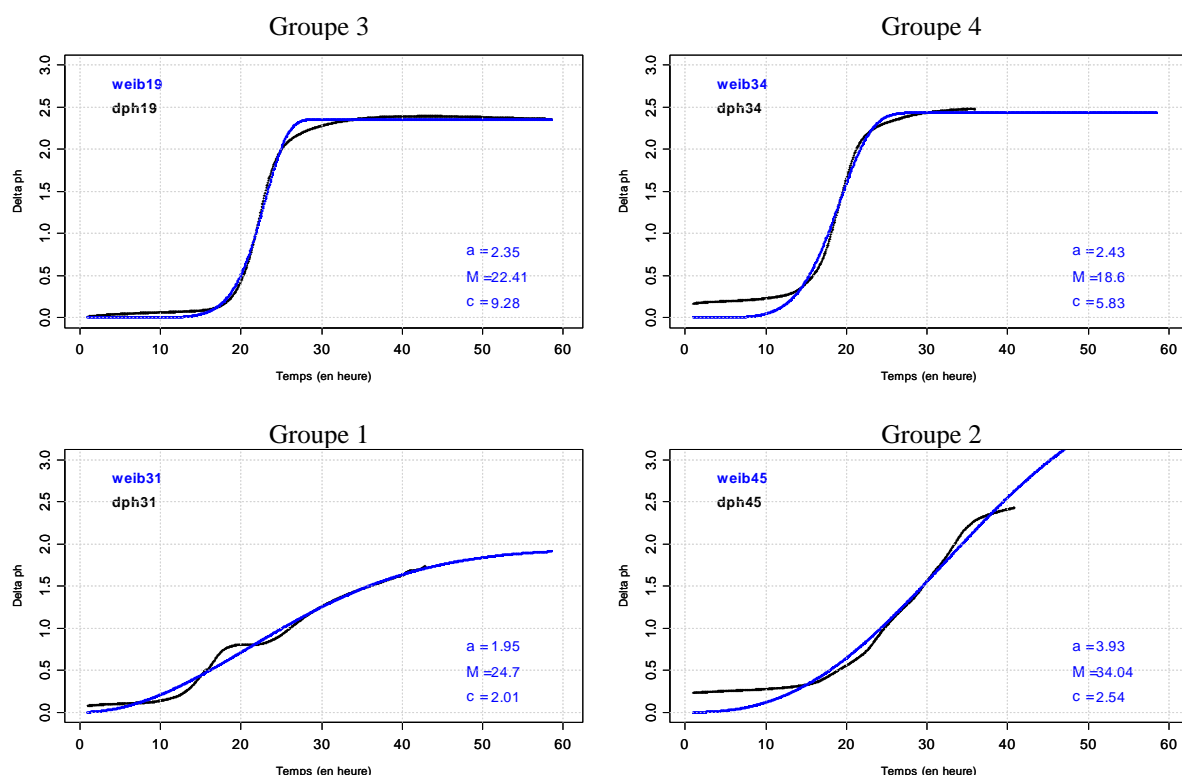 Groupe 3
weib19
dph19
3.0
2.5
2.0
1.5
1.0
0.5
0.0
Delta ph
a =2.35
M =22.41
c =9.28
0 10 20 30 40 50 60
Temps (en heure)
Groupe 4
weib34
dph34
3.0
2.5
2.0
1.5
1.0
0.5
0.0
Delta ph
a =2.43
M =18.6
c =5.83
0 10 20 30 40 50 60
Temps (en heure)
Groupe 1
weib31
dph31
3.0
2.5
2.0
1.5
1.0
0.5
0.0
Delta ph
a =1.95
M =24.7
c =2.01
0 10 20 30 40 50 60
Temps (en heure)
Groupe 2
weib45
dph45
3.0
2.5
2.0
1.5
1.0
0.5
0.0
Delta ph
a =3.93
M =34.04
c =2.54
0 10 20 30 40 50 60
Temps (en heure)